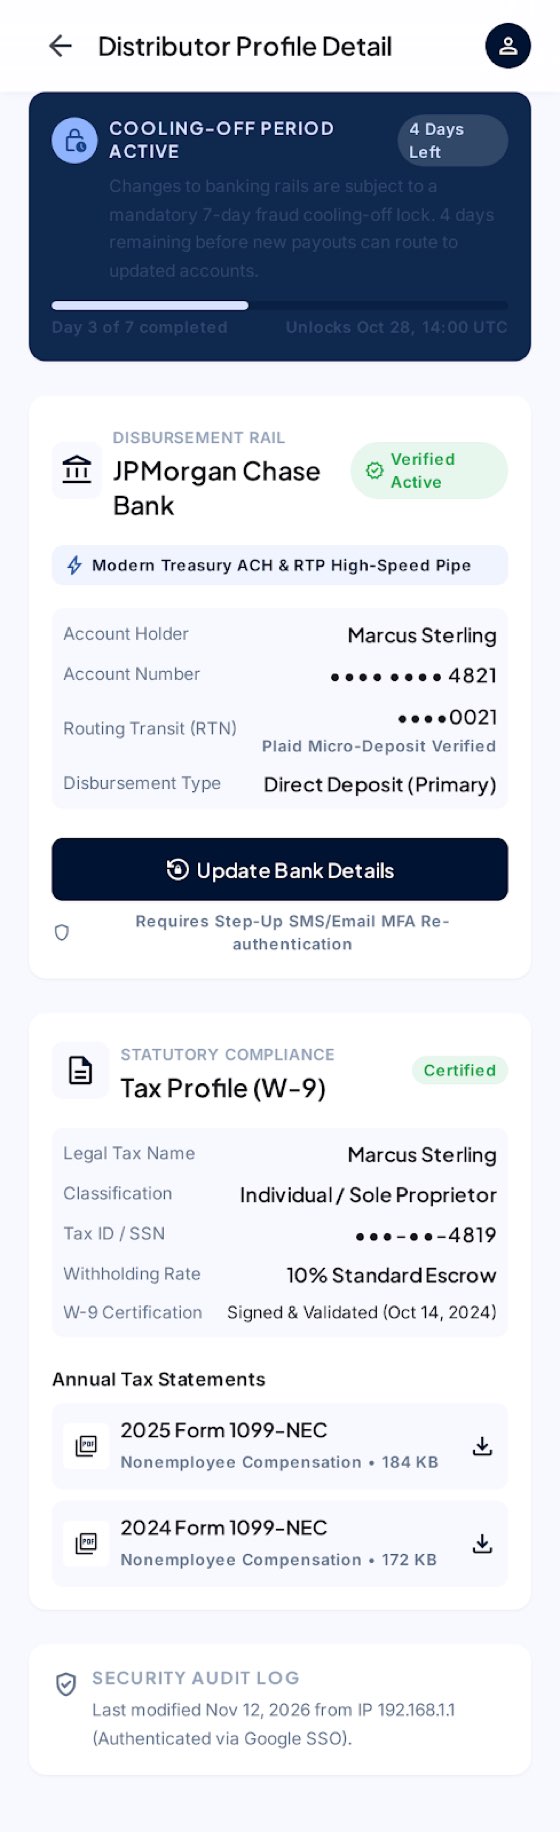 Distributor Profile Detail
COOLING-OFF PERIOD
ACTIVE
4 Days
Left
Changes to banking rails are subject to a
mandatory 7-day fraud cooling-off lock. 4 days
remaining before new payouts can route to
updated accounts.
Day 3 of 7 completed
Unlocks Oct 28, 14:00 UTC
DISBURSEMENT RAIL
JPMorgan Chase
Bank
Verified
Active
Modern Treasury ACH & RTP High-Speed Pipe
Account Holder
Marcus Sterling
Account Number
•••• •••• 4821
Routing Transit (RTN)
••••0021
Plaid Micro-Deposit Verified
Disbursement Type
Direct Deposit (Primary)
Update Bank Details
Requires Step-Up SMS/Email MFA Re-
authentication
STATUTORY COMPLIANCE
Tax Profile (W-9)
Certified
Legal Tax Name
Marcus Sterling
Classification
Individual / Sole Proprietor
Tax ID / SSN
•••-••-4819
Withholding Rate
10% Standard Escrow
W-9 Certification
Signed & Validated (Oct 14, 2024)
Annual Tax Statements
PDF
2025 Form 1099-NEC
Nonemployee Compensation • 184 KB
PDF
2024 Form 1099-NEC
Nonemployee Compensation • 172 KB
SECURITY AUDIT LOG
Last modified Nov 12, 2026 from IP 192.168.1.1
(Authenticated via Google SSO).